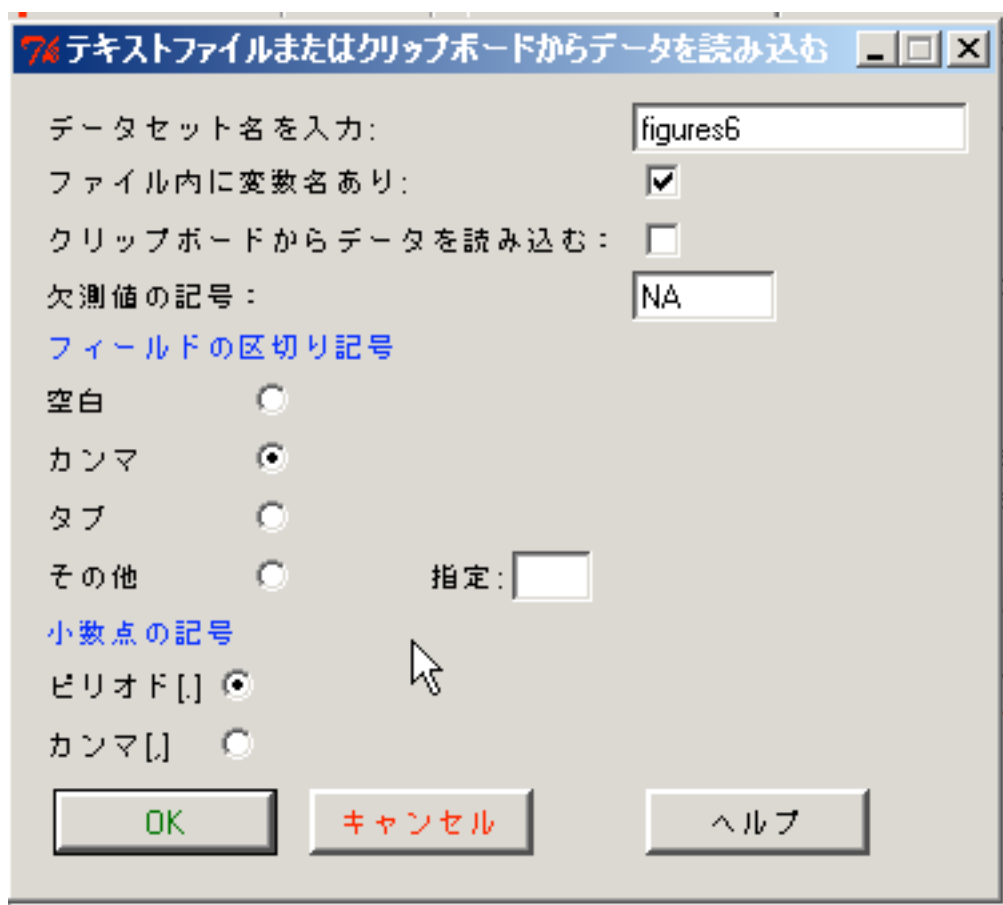 テキストファイルまたはクリップボードからデータを読み込む
データセット名を入力: figures6
ファイル内に変数名あり:
クリップボードからデータを読み込む：
欠測値の記号： NA
フィールドの区切り記号
空白
カンマ
タブ
その他 指定:
小数点の記号
ピリオド[.]
カンマ[,]
OK キャンセル ヘルプ